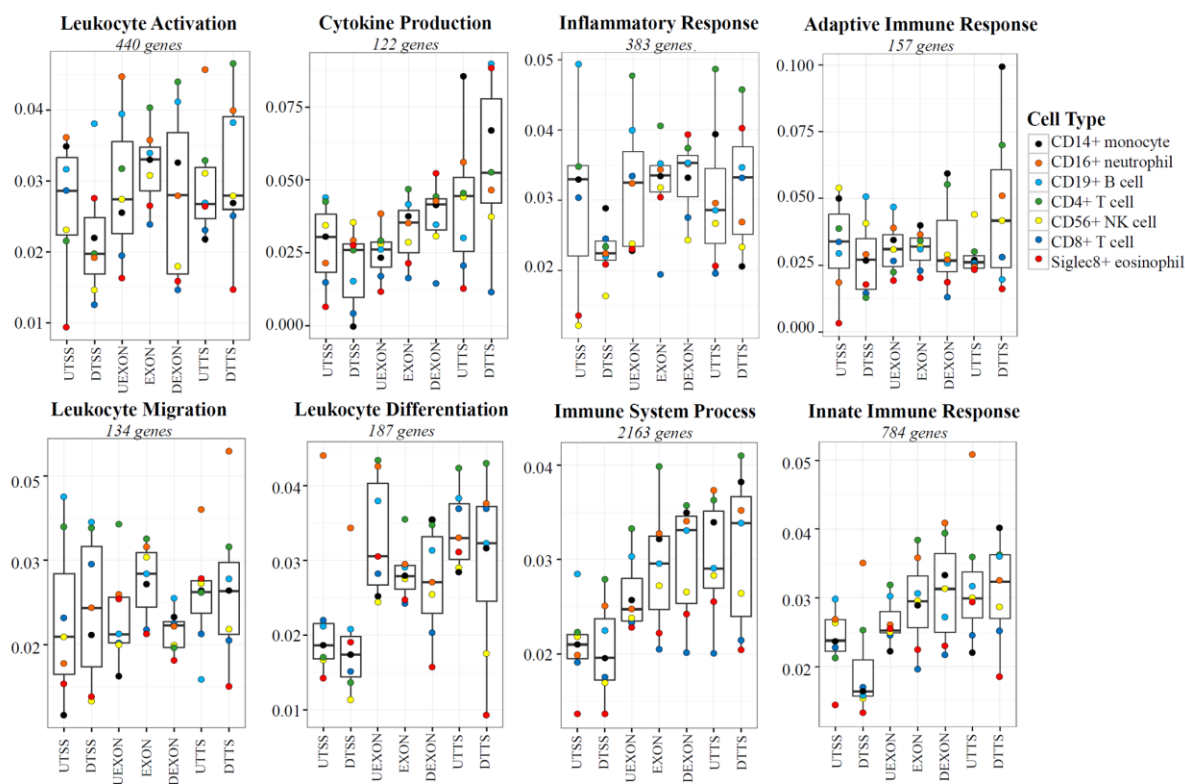 Leukocyte Activation
440 genes
0.04
0.03
0.02
0.01
UTSS
DTSS
UEXON
EXON
DEXON
UTTS
DTTS
Cytokine Production
122 genes
0.075
0.050
0.025
0.000
UTSS
DTSS
UEXON
EXON
DEXON
UTTS
DTTS
Inflammatory Response
383 genes
0.05
0.04
0.03
0.02
UTSS
DTSS
UEXON
EXON
DEXON
UTTS
DTTS
Adaptive Immune Response
157 genes
0.100
0.075
0.050
0.025
0.000
UTSS
DTSS
UEXON
EXON
DEXON
UTTS
DTTS
Cell Type
CD14+ monocyte
CD16+ neutrophil
CD19+ B cell
CD4+ T cell
CD56+ NK cell
CD8+ T cell
Siglec8+ eosinophil
Leukocyte Migration
134 genes
0.05
0.03
0.02
UTSS
DTSS
UEXON
EXON
DEXON
UTTS
DTTS
Leukocyte Differentiation
187 genes
0.04
0.03
0.02
0.01
UTSS
DTSS
UEXON
EXON
DEXON
UTTS
DTTS
Immune System Process
2163 genes
0.04
0.03
0.02
UTSS
DTSS
UEXON
EXON
DEXON
UTTS
DTTS
Innate Immune Response
784 genes
0.05
0.04
0.03
0.02
UTSS
DTSS
UEXON
EXON
DEXON
UTTS
DTTS